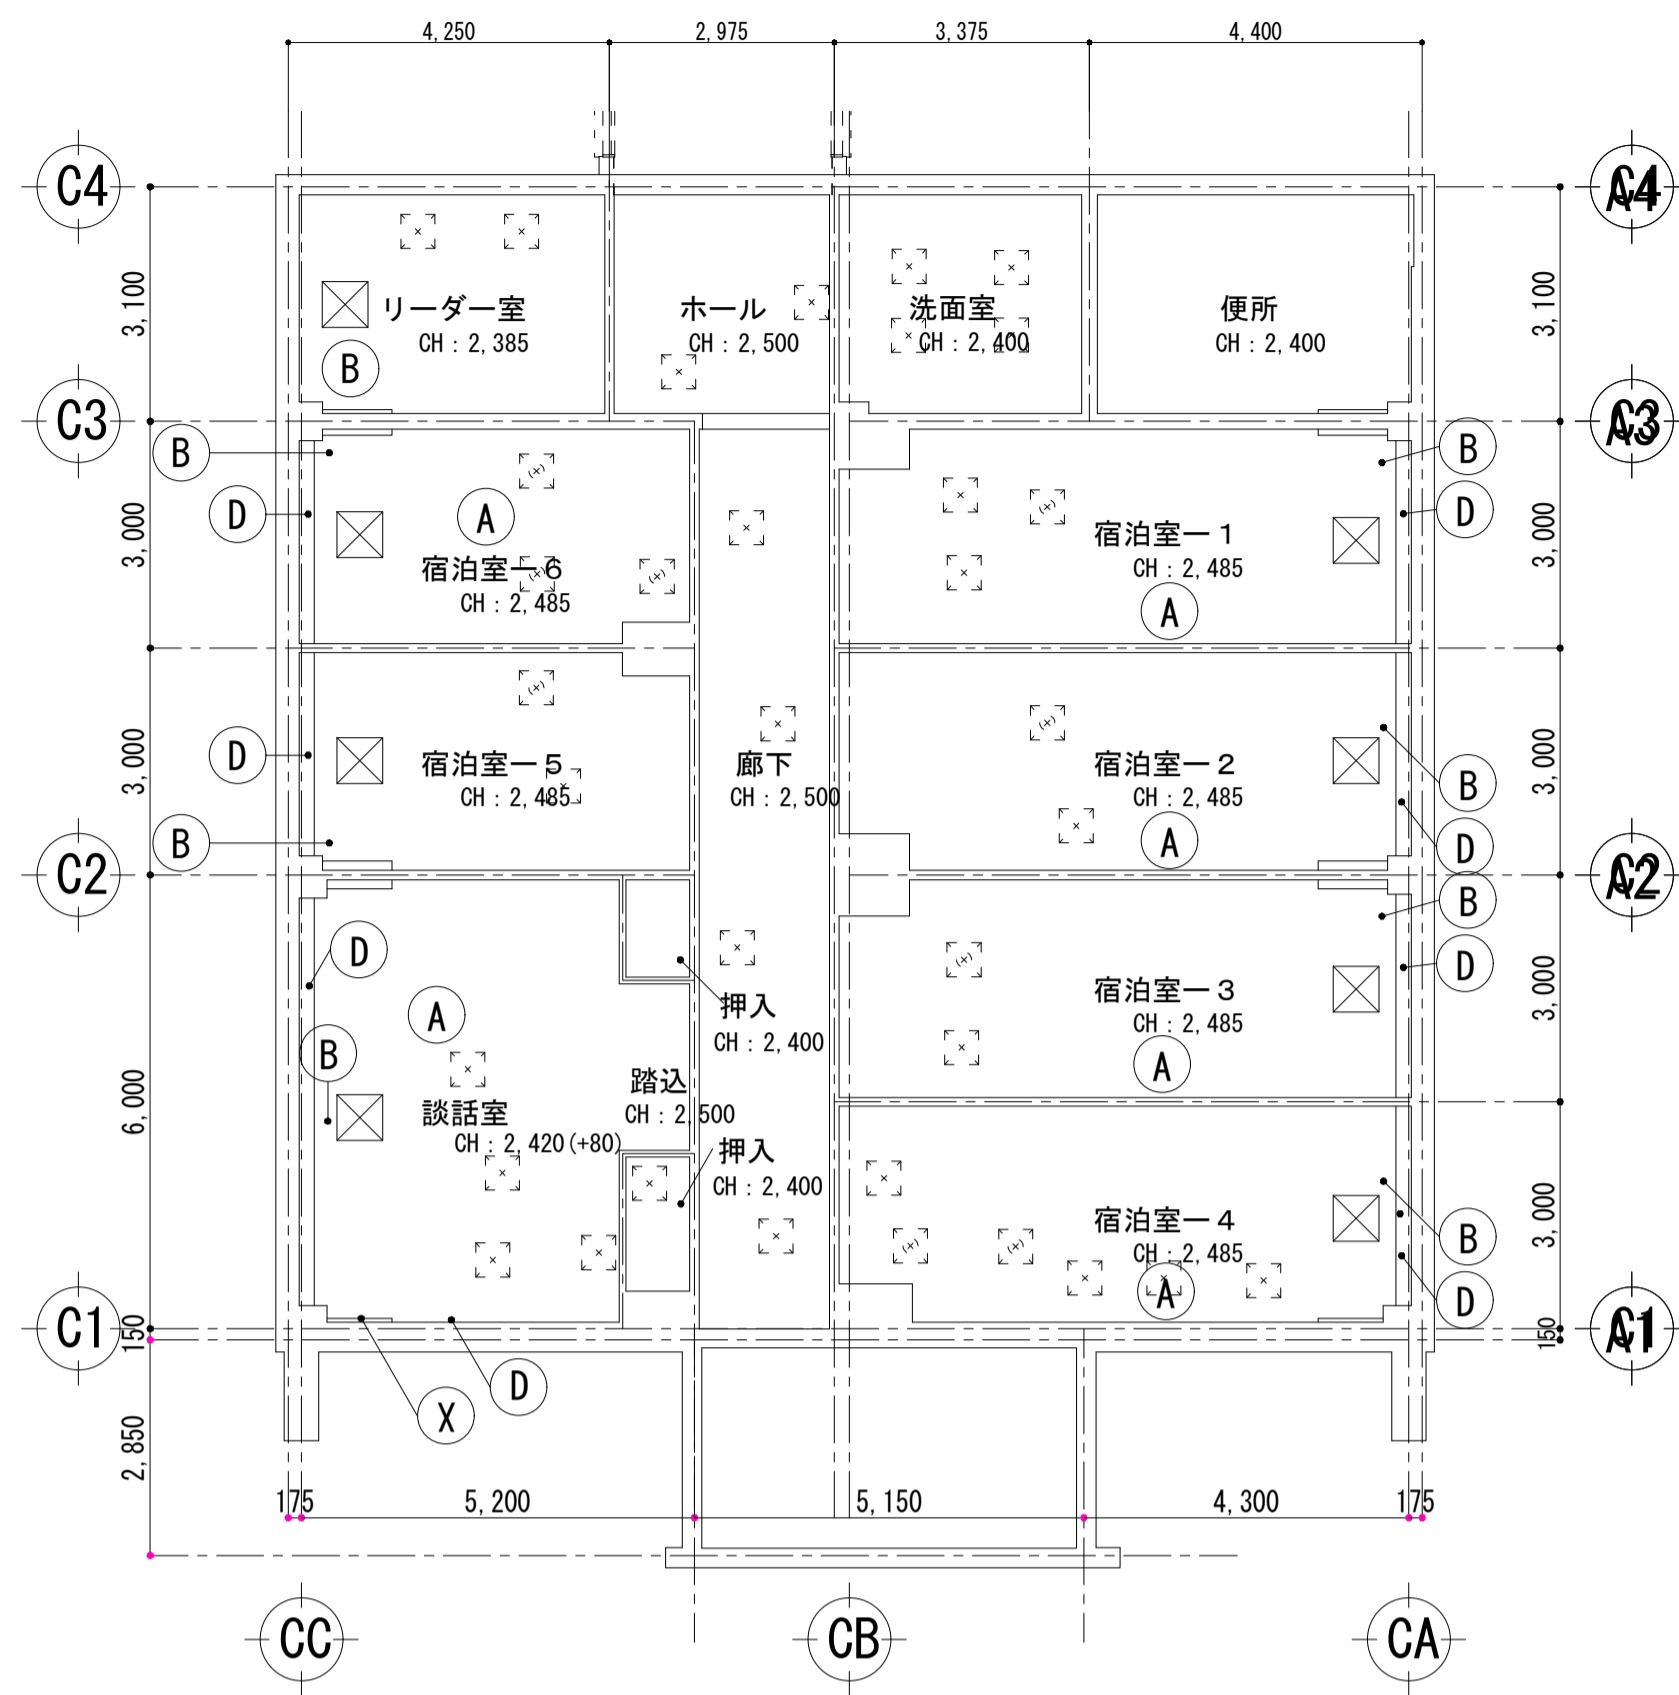 4,250 2,975 3,375 4,400
C4 C4 A4
3,100 3,100
リーダー室 ホール 洗面室 便所
CH：2,385 CH：2,500 CH：2,400 CH：2,400
B
C3 C3 A3
B B
D A D
3,000 宿泊室－1 3,000
宿泊室－6 CH：2,485
CH：2,485 A
D 宿泊室－5 廊下 宿泊室－2 B
3,000 CH：2,485 CH：2,500 CH：2,485 3,000
B A D
C2 C2 A2
B
D D
A 押入 宿泊室－3 3,000
CH：2,400 CH：2,485
B A
踏込
6,000 談話室 CH：2,500
CH：2,420(+80) 押入
CH：2,400 宿泊室－4 3,000
CH：2,485 B
A D
C1 150 150 C1 A1
D
X
2,850
175 5,200 5,150 4,300 175
CC CB CA